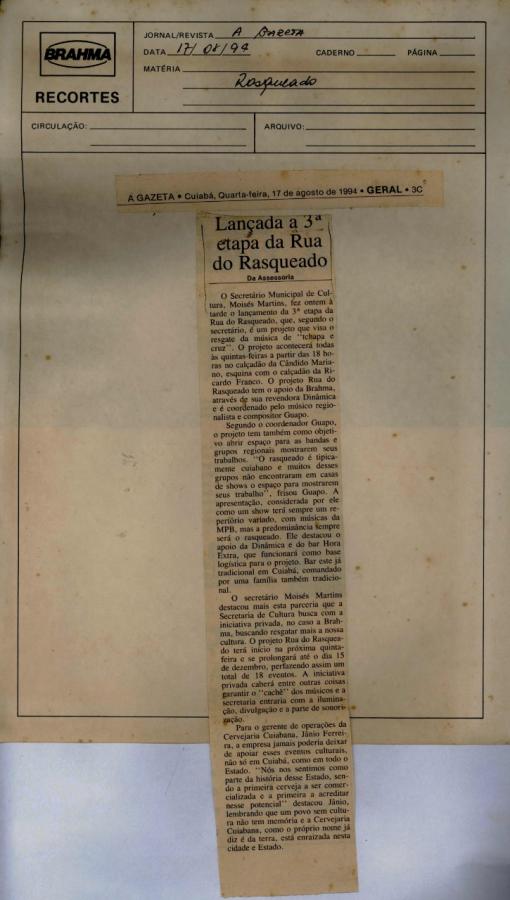 BRAHMA
RECORTES
JORNAL/REVISTA A Gazeta
DATA 17/08/94 CADERNO PÁGINA
MATÉRIA
Rasqueado
CIRCULAÇÃO: ARQUIVO:
A GAZETA • Cuiabá, Quarta-feira, 17 de agosto de 1994 • GERAL • 3C
Lançada a 3ª
etapa da Rua
do Rasqueado
Da Assessoria
O Secretário Municipal de Cul-
tura, Moisés Martins, fez ontem à
tarde o lançamento da 3ª etapa da
Rua do Rasqueado, que, segundo o
secretário, é um projeto que visa o
resgate da música de "tchapa e
cruz". O projeto acontecerá todas
às quintas-feiras a partir das 18 ho-
ras no calçadão da Cândido Maria-
no, esquina com o calçadão da Ri-
cardo Franco. O projeto Rua do
Rasqueado tem o apoio da Brahma,
através de sua revendora Dinâmica
e é coordenado pelo músico regio-
nalista e compositor Guapo.
Segundo o coordenador Guapo,
o projeto tem também como objeti-
vo abrir espaço para as bandas e
grupos regionais mostrarem seus
trabalhos. "O rasqueado é tipica-
mente cuiabano e muitos desses
grupos não encontraram em casas
de shows o espaço para mostrarem
seus trabalho", frisou Guapo. A
apresentação, considerada por ele
como um show terá sempre um re-
pertório variado, com músicas da
MPB, mas a predominância sempre
será o rasqueado. Ele destacou o
apoio da Dinâmica e do bar Hora
Extra, que funcionará como base
logística para o projeto. Bar este já
tradicional em Cuiabá, comandado
por uma família também tradicio-
nal.
O secretário Moisés Martins
destacou mais esta parceria que a
Secretaria de Cultura busca com a
iniciativa privada, no caso a Brah-
ma, buscando resgatar mais a nossa
cultura. O projeto Rua do Rasquea-
do terá início na próxima quinta-
feira e se prolongará até o dia 15
de dezembro, perfazendo assim um
total de 18 eventos. A iniciativa
privada caberá entre outras coisas
garantir o "cachê" dos músicos e a
secretaria entraria com a ilumina-
ção, divulgação e a parte de sonori-
zação.
Para o gerente de operações da
Cervejaria Cuiabana, Jânio Ferrei-
ra, a empresa jamais poderia deixar
de apoiar esses eventos culturais,
não só em Cuiabá, como em todo o
Estado. "Nós nos sentimos como
parte da história desse Estado, sen-
do a primeira cerveja a ser comer-
cializada e a primeira a acreditar
nesse potencial" destacou Jânio,
lembrando que um povo sem cultu-
ra não tem memória e a Cervejaria
Cuiabana, como o próprio nome já
diz é da terra, está enraizada nesta
cidade e Estado.